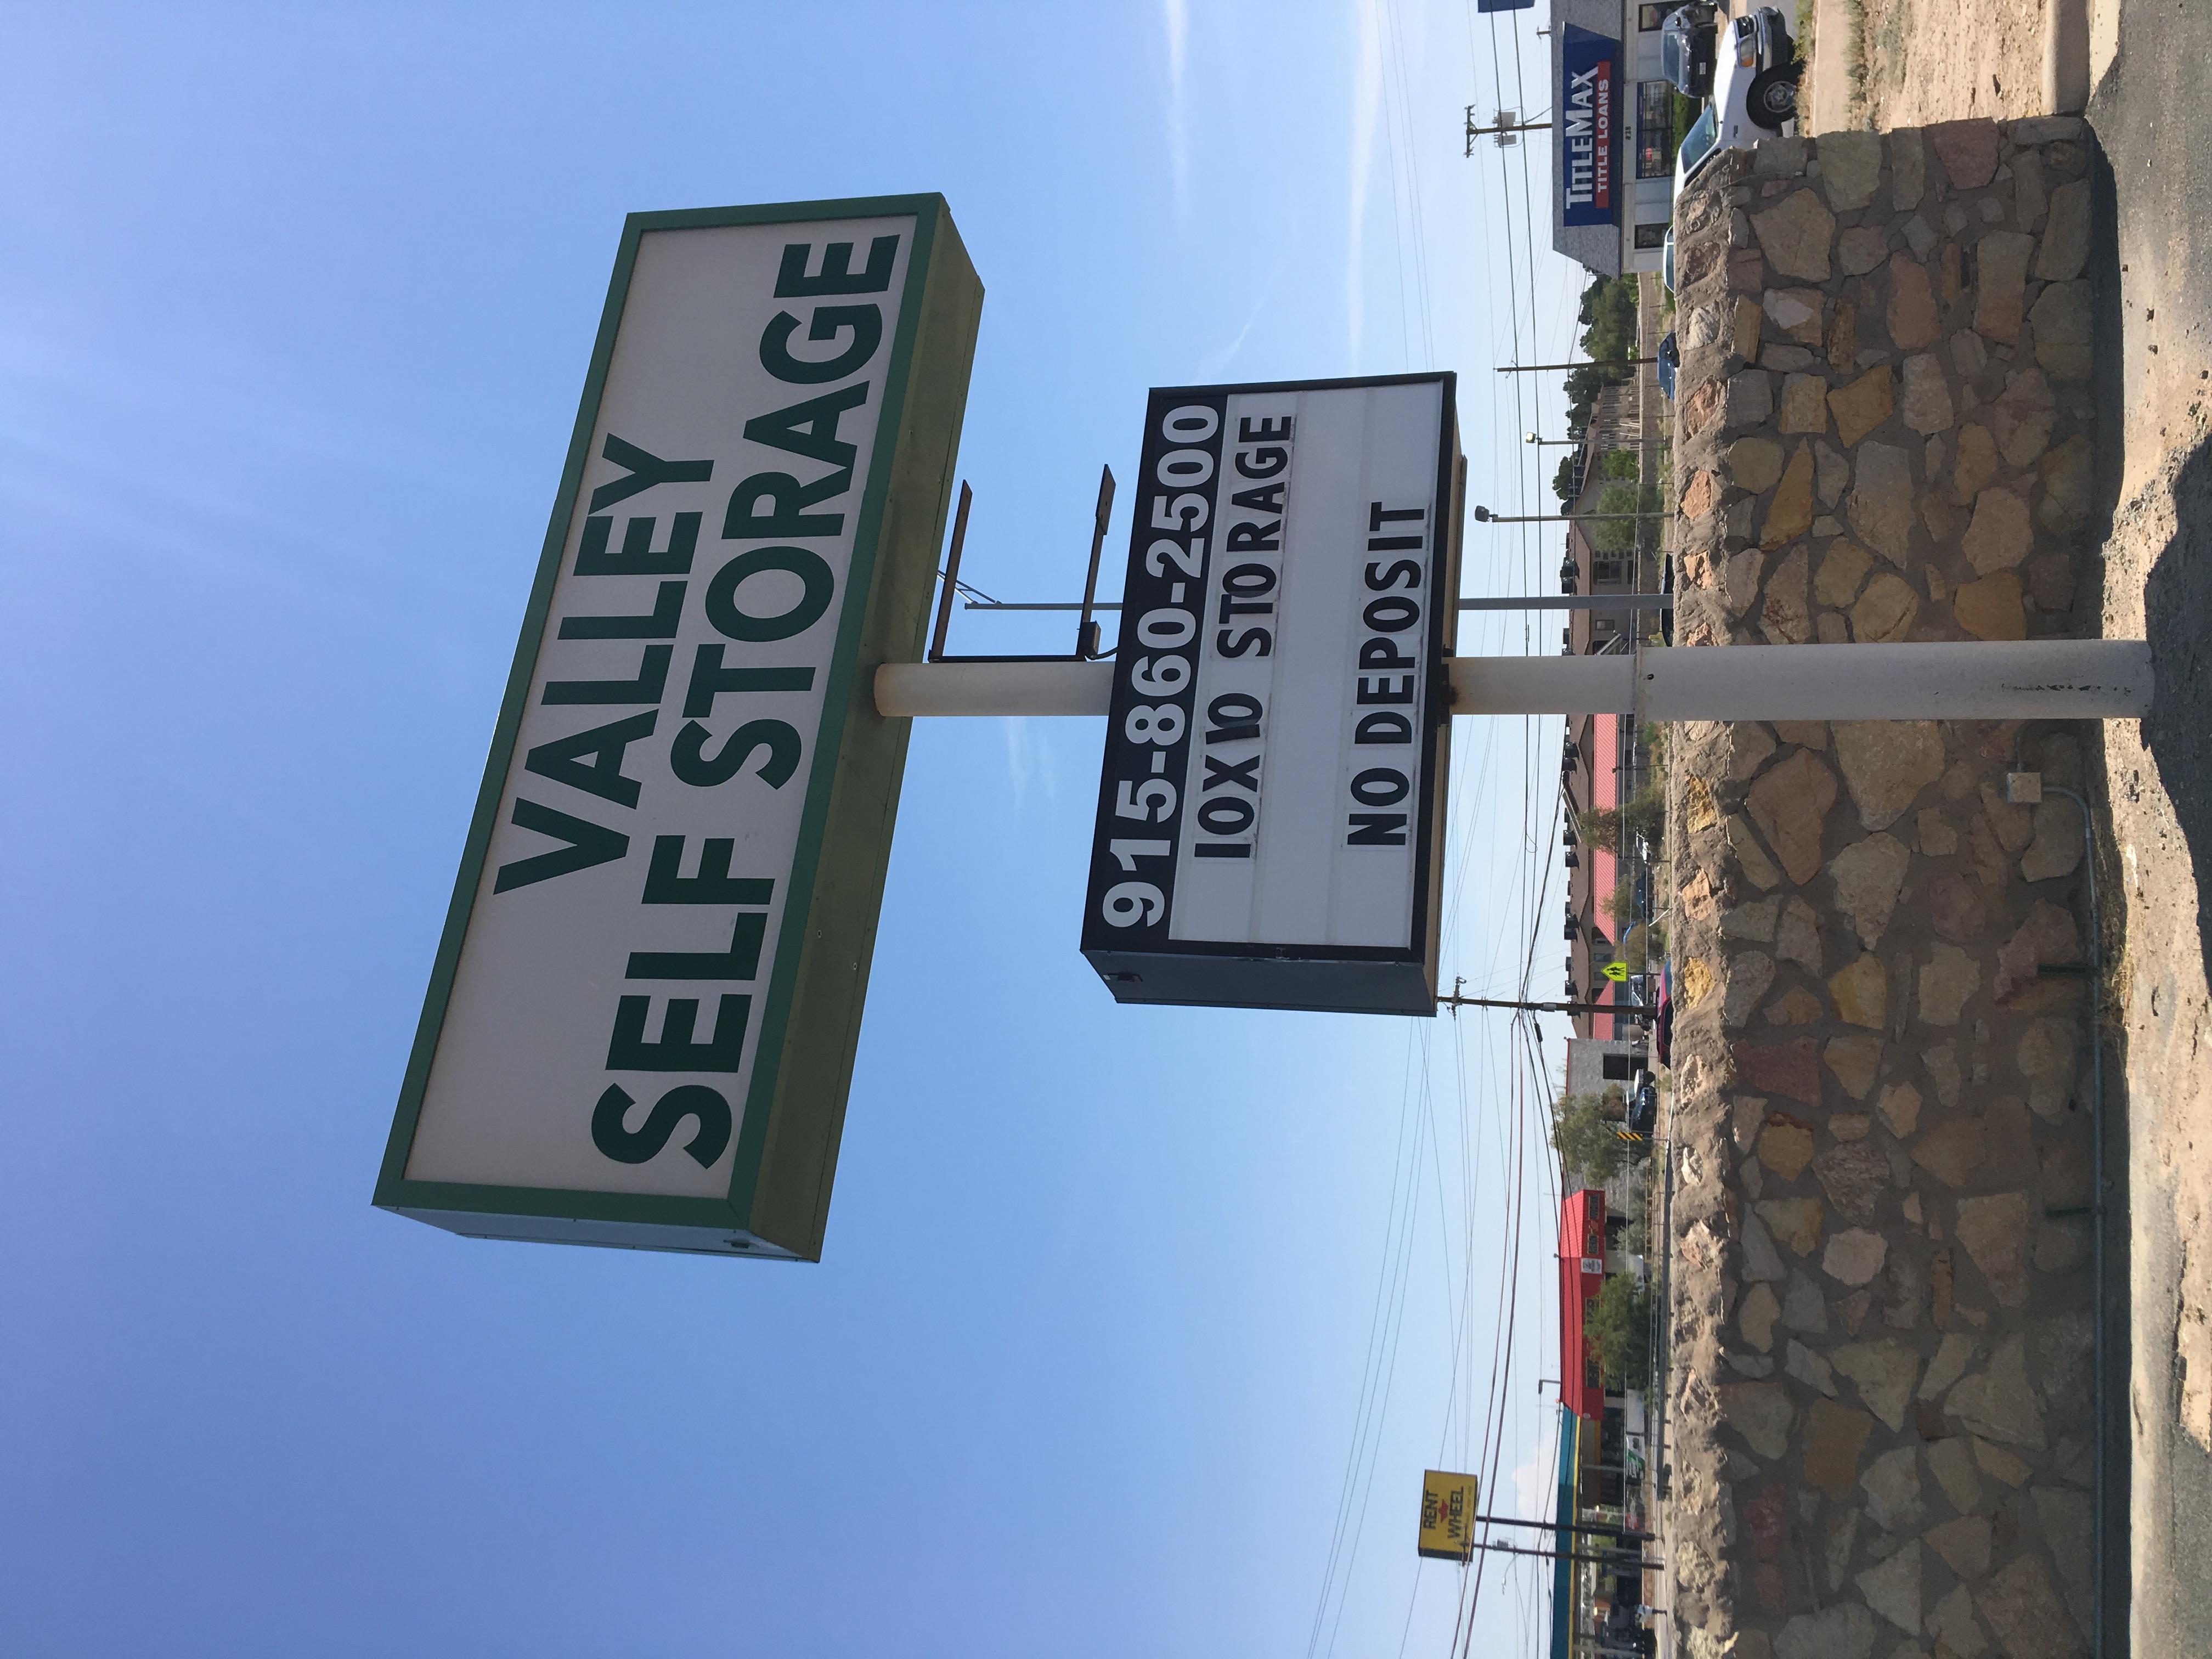 VALLEY
SELF STORAGE
915-860-2500
10X10 STORAGE
NO DEPOSIT
TITLEMAX
TITLE LOANS
RENT
WHEEL